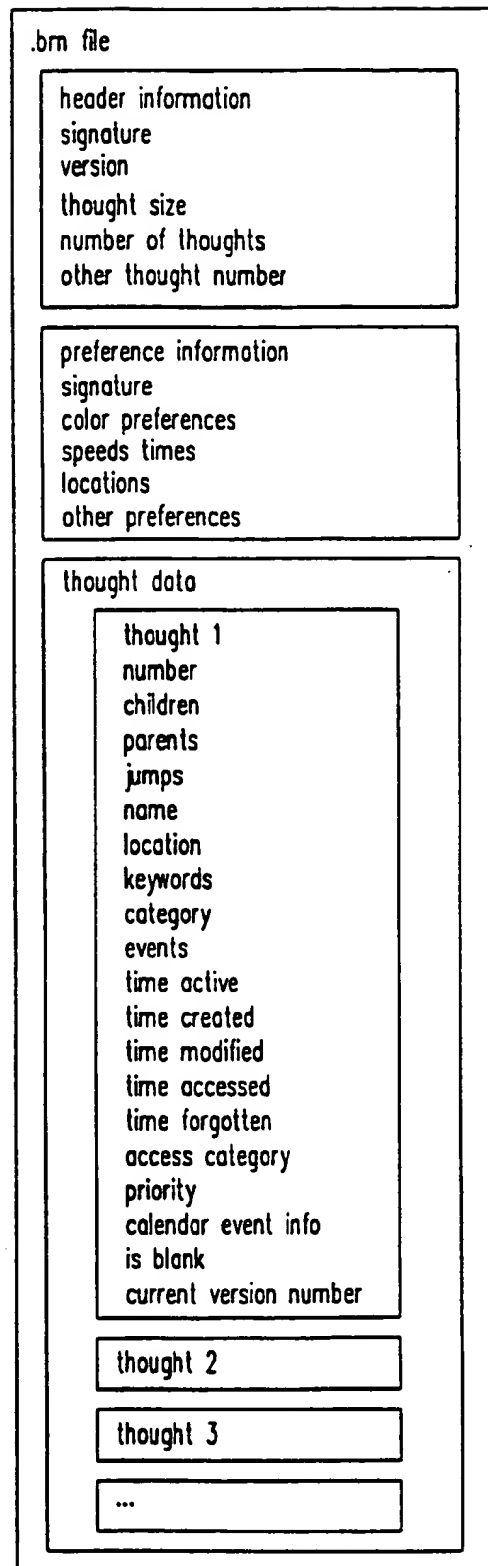 .brn file
header information
signature
version
thought size
number of thoughts
other thought number
preference information
signature
color preferences
speeds times
locations
other preferences
thought data
thought 1
number
children
parents
jumps
name
location
keywords
category
events
time active
time created
time modified
time accessed
time forgotten
access category
priority
calendar event info
is blank
current version number
thought 2
thought 3
...